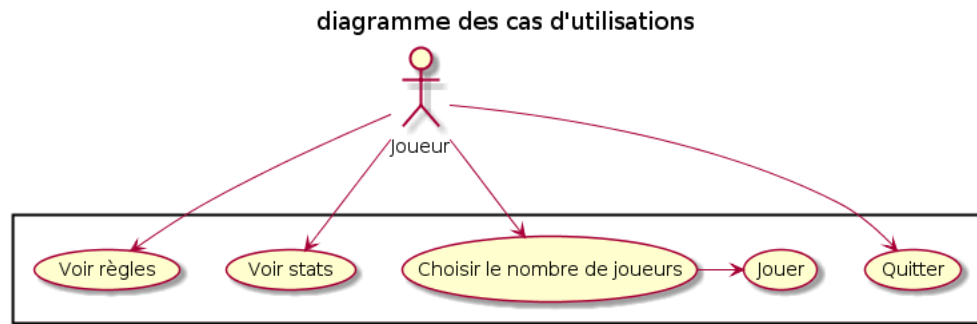 diagramme des cas d'utilisations
Joueur
Voir règles
Voir stats
Choisir le nombre de joueurs
Jouer
Quitter